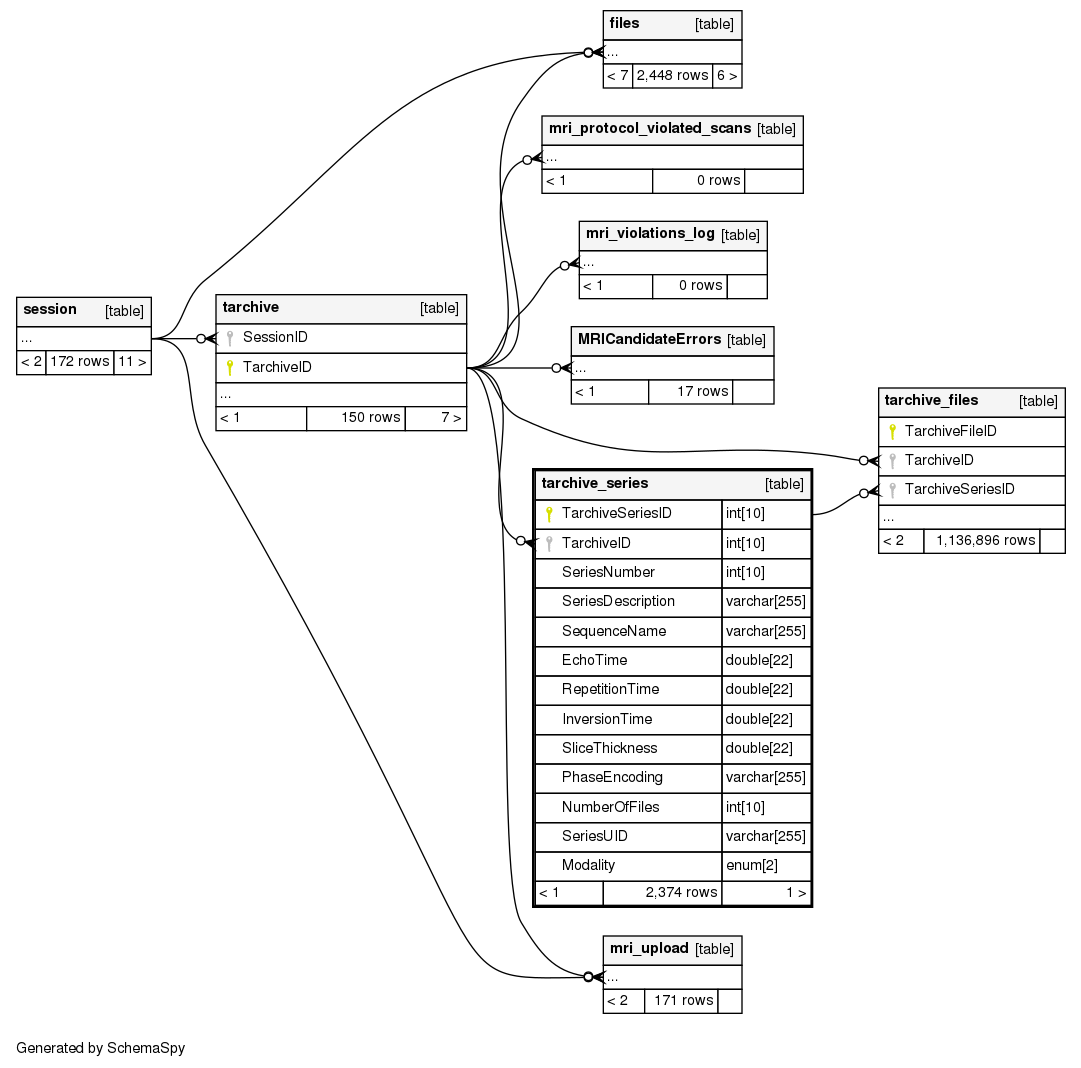 files [table]
...
< 7 2,448 rows 6 >
mri_protocol_violated_scans [table]
...
< 1 0 rows
mri_violations_log [table]
...
< 1 0 rows
session [table]
...
< 2 172 rows 11 >
tarchive [table]
SessionID
TarchiveID
...
< 1 150 rows 7 >
MRICandidateErrors [table]
...
< 1 17 rows
tarchive_files [table]
TarchiveFileID
TarchiveID
TarchiveSeriesID
...
< 2 1,136,896 rows
tarchive_series [table]
TarchiveSeriesID int[10]
TarchiveID int[10]
SeriesNumber int[10]
SeriesDescription varchar[255]
SequenceName varchar[255]
EchoTime double[22]
RepetitionTime double[22]
InversionTime double[22]
SliceThickness double[22]
PhaseEncoding varchar[255]
NumberOfFiles int[10]
SeriesUID varchar[255]
Modality enum[2]
< 1 2,374 rows 1 >
mri_upload [table]
...
< 2 171 rows
Generated by SchemaSpy